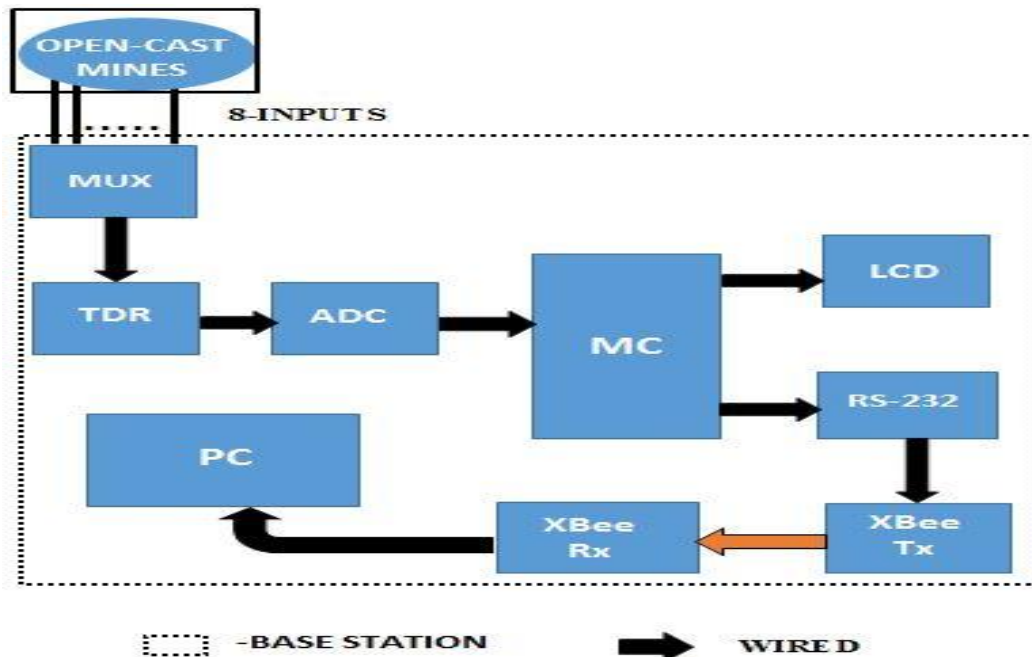 OPEN-CAST
MINES
8-INPUTS
MUX
TDR
ADC
MC
LCD
RS-232
PC
XBee
Rx
XBee
Tx
-BASE STATION
WIRED